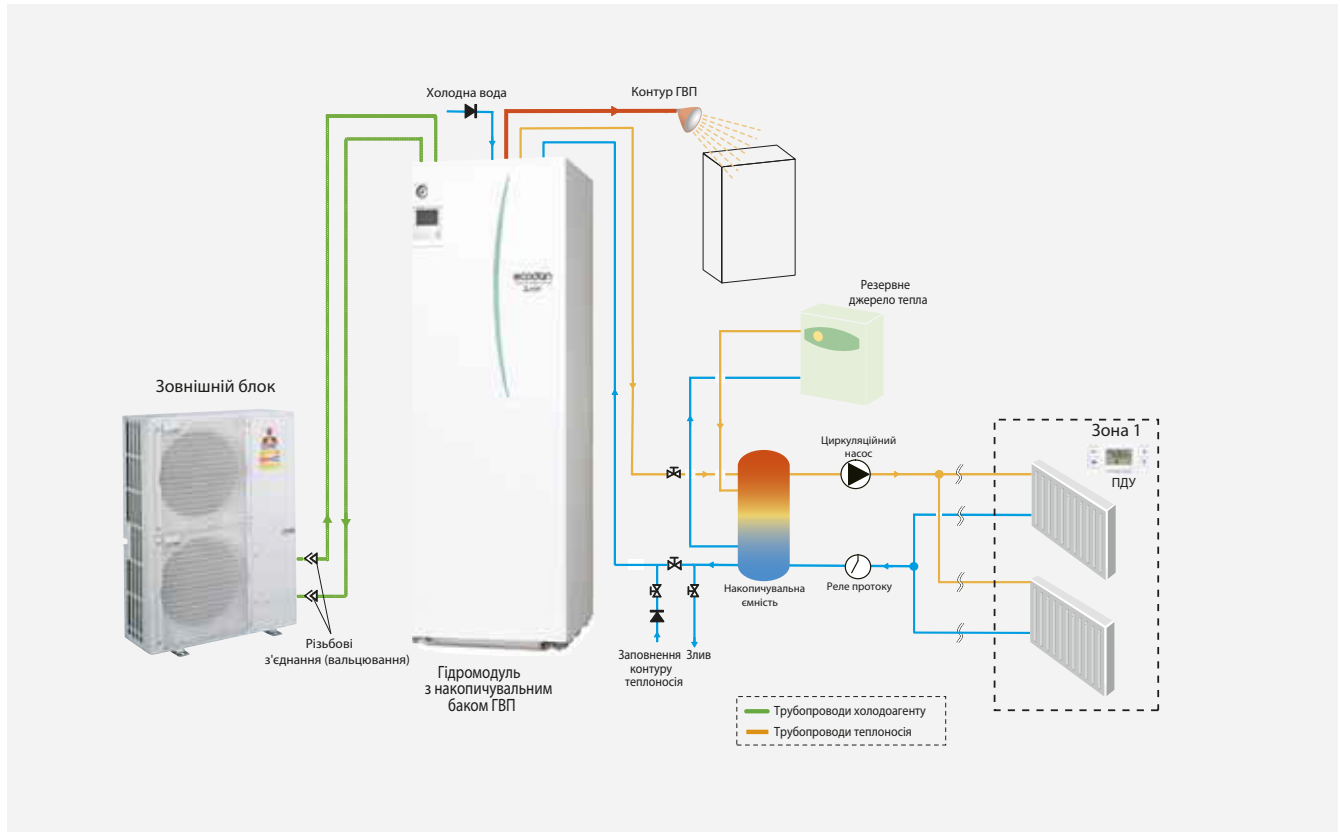 Холодна вода
Контур ГВП
Резервне
джерело тепла
Зовнішній блок
ecodan
Циркуляційний
насос
Зона 1
ПДУ
Різьбові
з'єднання (вальцювання)
Накопичувальна
ємність
Реле протоку
Заповнення
контуру
теплоносія
Злив
Гідромодуль
з накопичувальним
баком ГВП
Трубопроводи холодоагенту
Трубопроводи теплоносія